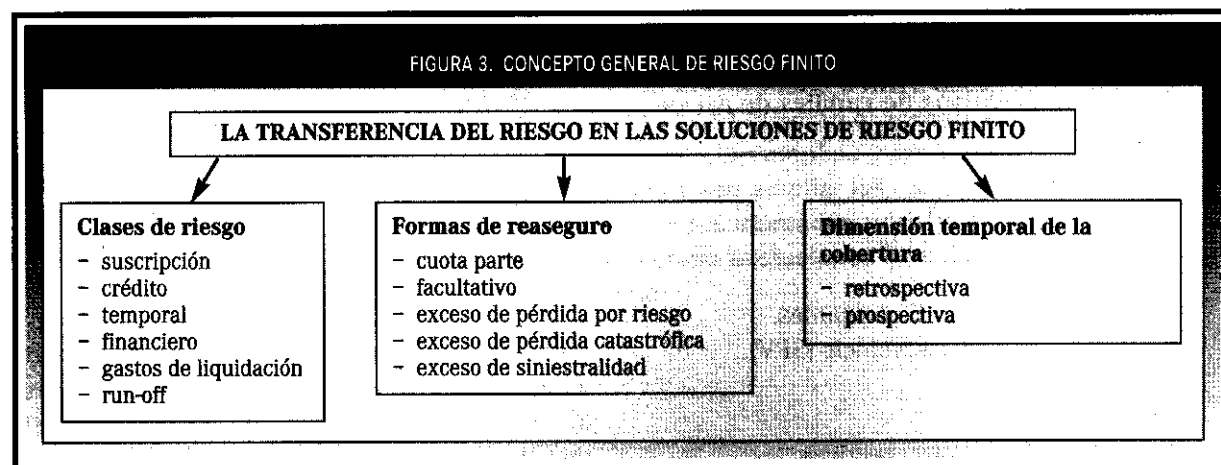 FIGURA 3. CONCEPTO GENERAL DE RIESGO FINITO
LA TRANSFERENCIA DEL RIESGO EN LAS SOLUCIONES DE RIESGO FINITO
Clases de riesgo
- suscripción
- crédito
- temporal
- financiero
- gastos de liquidación
- run-off
Formas de reaseguro
- cuota parte
- facultativo
- exceso de pérdida por riesgo
- exceso de pérdida catastrófica
- exceso de siniestralidad
Dimensión temporal de la
cobertura
- retrospectiva
- prospectiva